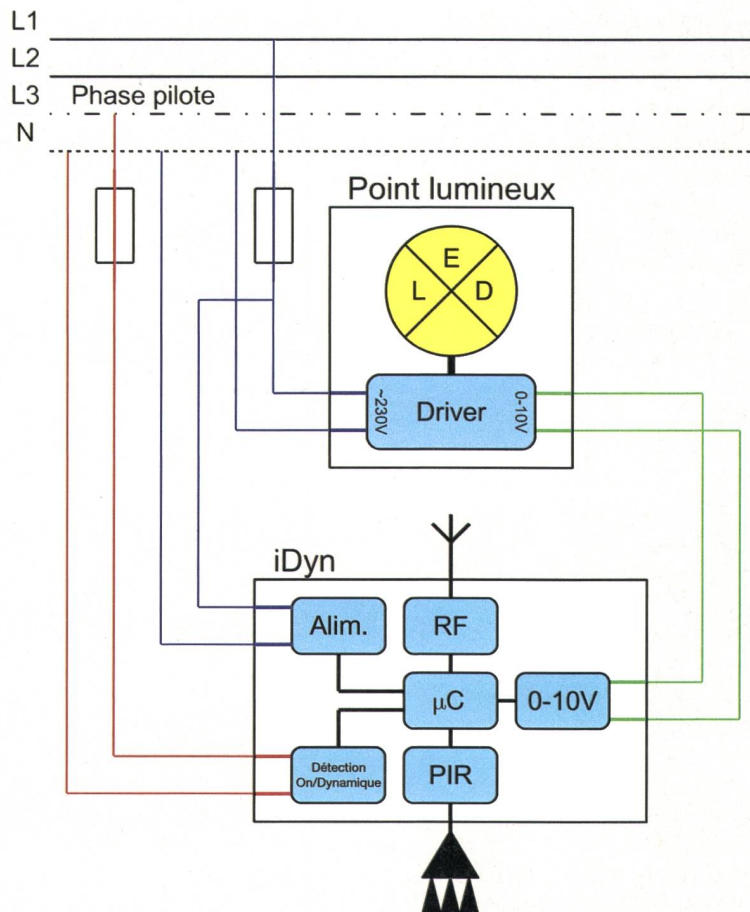 L1
L2
L3 Phase pilote
N
Point lumineux
E
L D
~230V
Driver
0-10V
iDyn
Alim.
RF
µC
0-10V
Détection
On/Dynamique
PIR